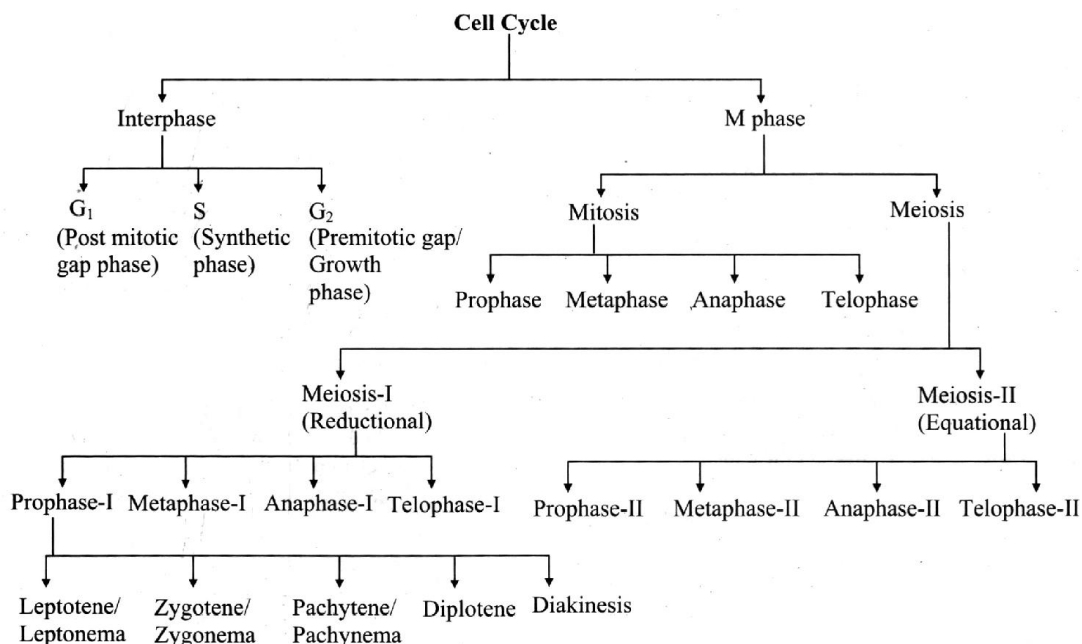 Cell Cycle
Interphase
M phase
G₁
(Post mitotic
gap phase)
S
(Synthetic
phase)
G₂
(Premitotic gap/
Growth
phase)
Mitosis
Meiosis
Prophase
Metaphase
Anaphase
Telophase
Meiosis-I
(Reductional)
Meiosis-II
(Equational)
Prophase-I
Metaphase-I
Anaphase-I
Telophase-I
Prophase-II
Metaphase-II
Anaphase-II
Telophase-II
Leptotene/
Leptonema
Zygotene/
Zygonema
Pachytene/
Pachynema
Diplotene
Diakinesis